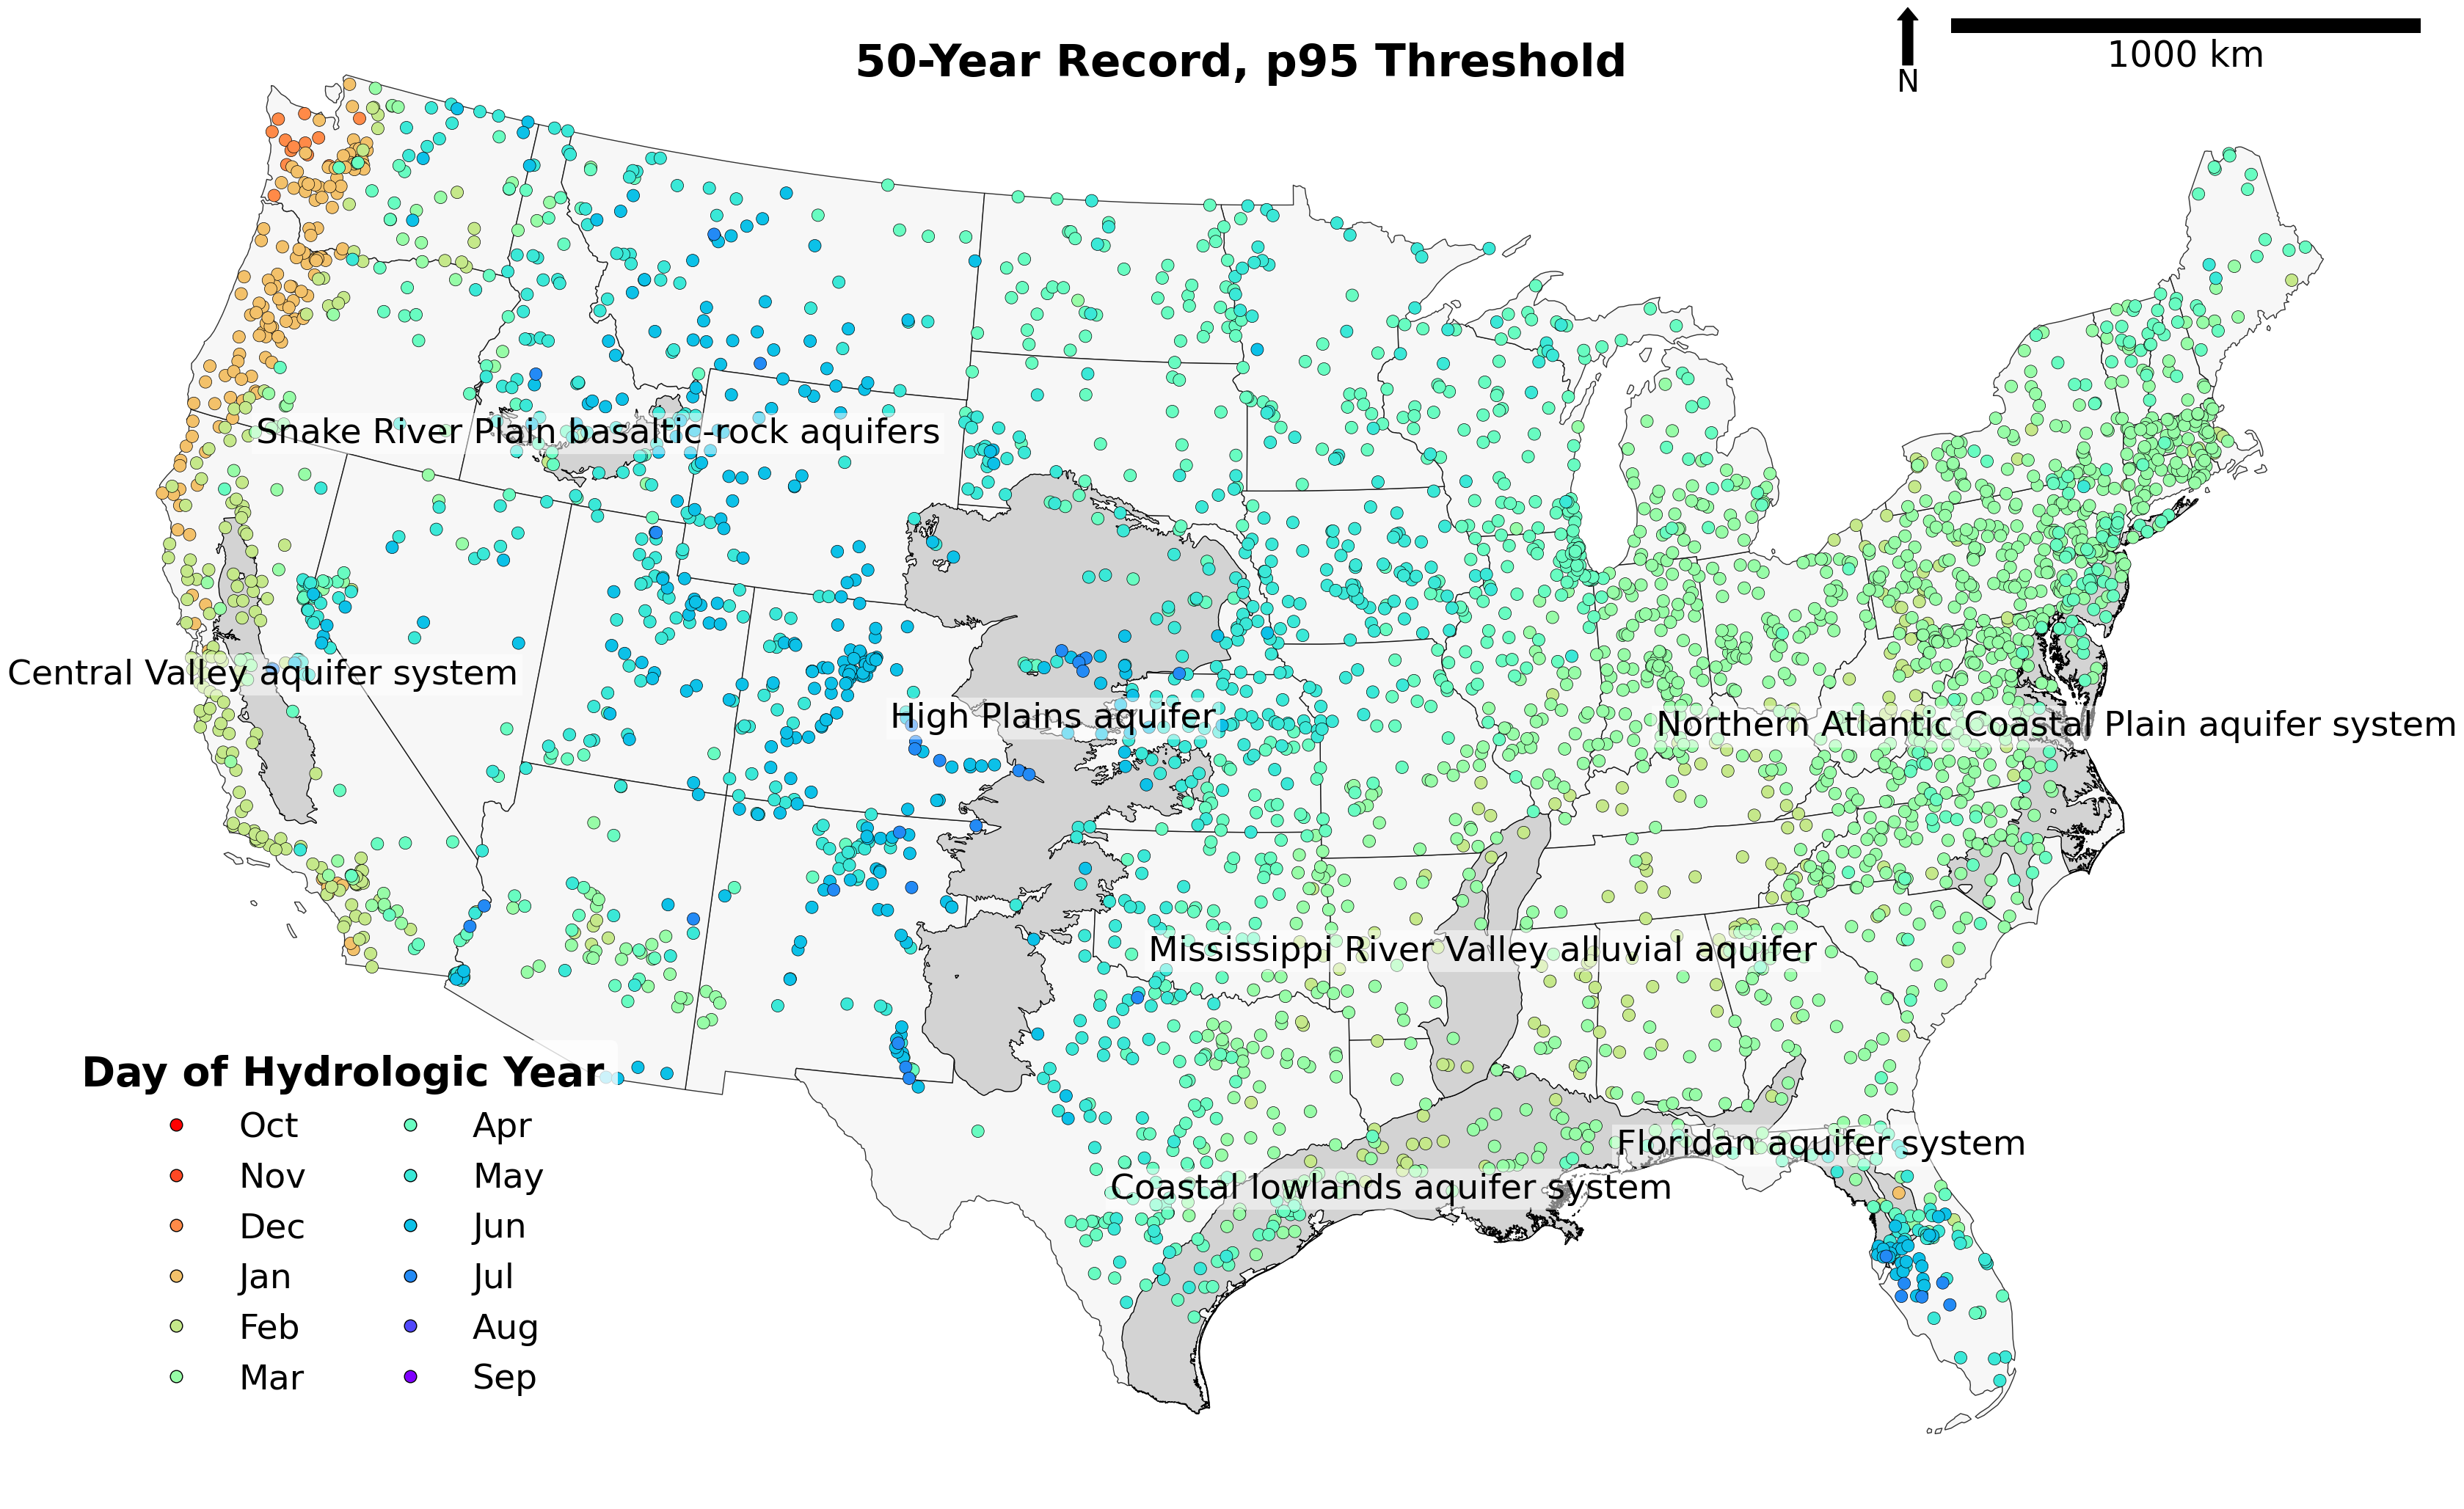 50-Year Record, p95 Threshold
N
1000 km
Snake River Plain basaltic-rock aquifers
Central Valley aquifer system
High Plains aquifer
Northern Atlantic Coastal Plain aquifer system
Mississippi River Valley alluvial aquifer
Floridan aquifer system
Coastal lowlands aquifer system
Day of Hydrologic Year
Oct
Nov
Dec
Jan
Feb
Mar
Apr
May
Jun
Jul
Aug
Sep